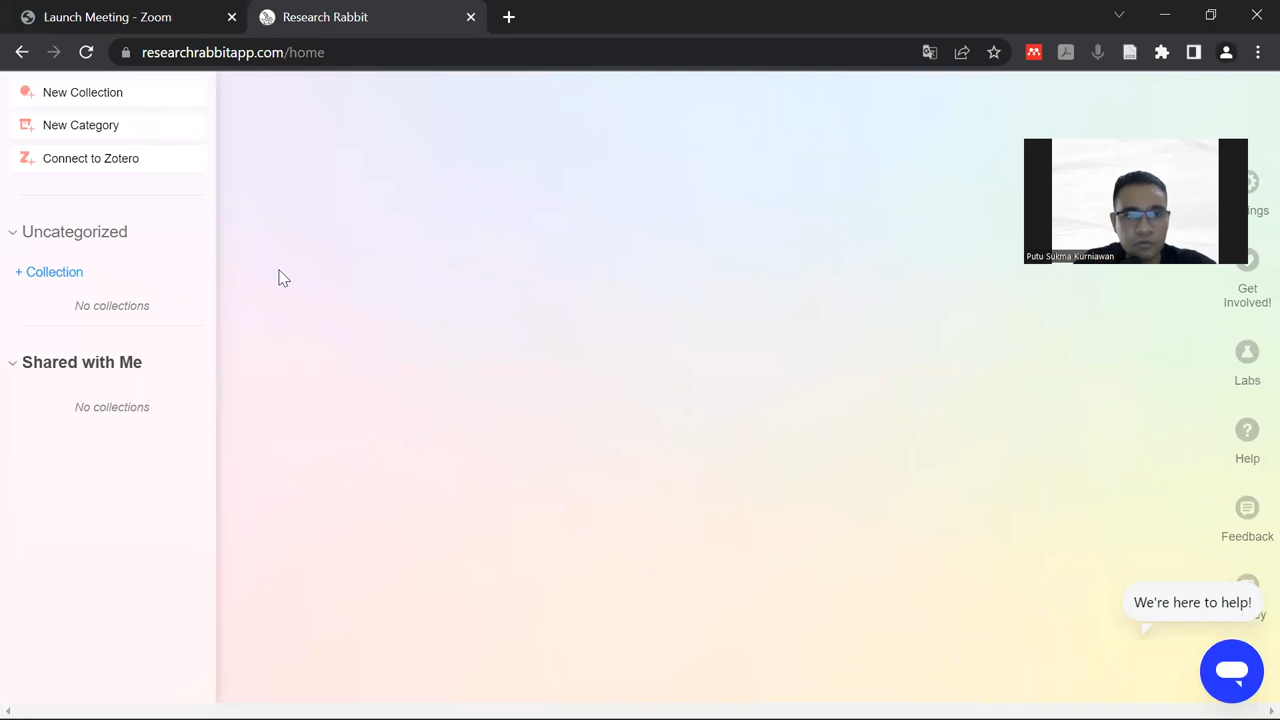 Launch Meeting - Zoom
Research Rabbit
researchrabbitapp.com/home
New Collection
New Category
Connect to Zotero
Uncategorized
+ Collection
No collections
Shared with Me
No collections
Putu Sukma Kurniawan
ings
Get
Involved!
Labs
Help
Feedback
We're here to help!